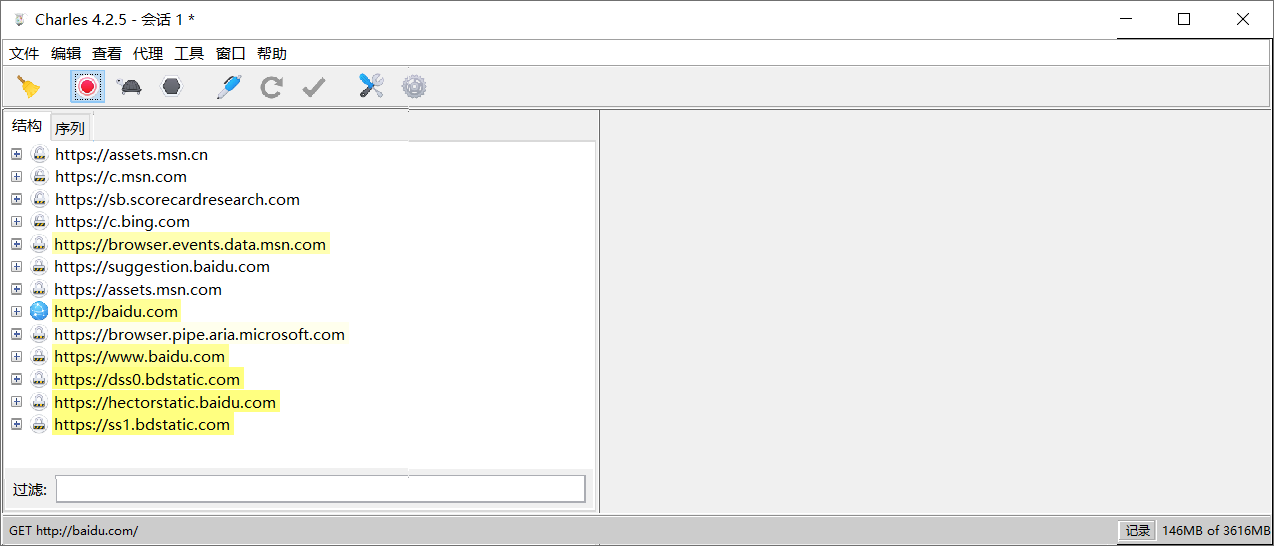 Charles 4.2.5 - 会话 1 *
文件 编辑 查看 代理 工具 窗口 帮助
结构 序列
https://assets.msn.cn
https://c.msn.com
https://sb.scorecardresearch.com
https://c.bing.com
https://browser.events.data.msn.com
https://suggestion.baidu.com
https://assets.msn.com
http://baidu.com
https://browser.pipe.aria.microsoft.com
https://www.baidu.com
https://dss0.bdstatic.com
https://hectorstatic.baidu.com
https://ss1.bdstatic.com
过滤:
GET http://baidu.com/ 记录 146MB of 3616MB